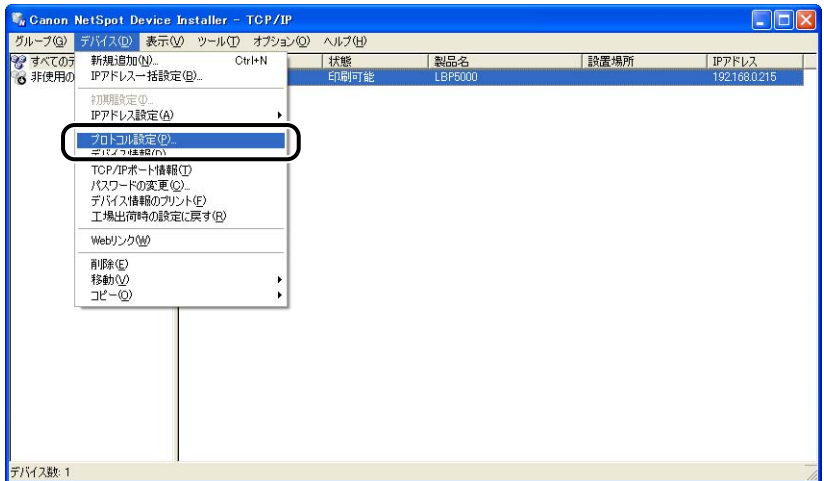 Canon NetSpot Device Installer - TCP/IP
グループ(G) デバイス(D) 表示(V) ツール(T) オプション(O) ヘルプ(H)
すべてのデ
非使用の
状態 製品名 設置場所 IPアドレス
印刷可能 LBP5000 192.168.0.215
新規追加(N)... Ctrl+N
IPアドレス一括設定(B)...
初期設定(I)...
IPアドレス設定(A)
プロトコル設定(P)...
デバイス情報(D)
TCP/IPポート情報(T)
パスワードの変更(C)...
デバイス情報のプリント(F)
工場出荷時の設定に戻す(R)
Webリンク(W)
削除(E)
移動(V)
コピー(O)
デバイス数: 1